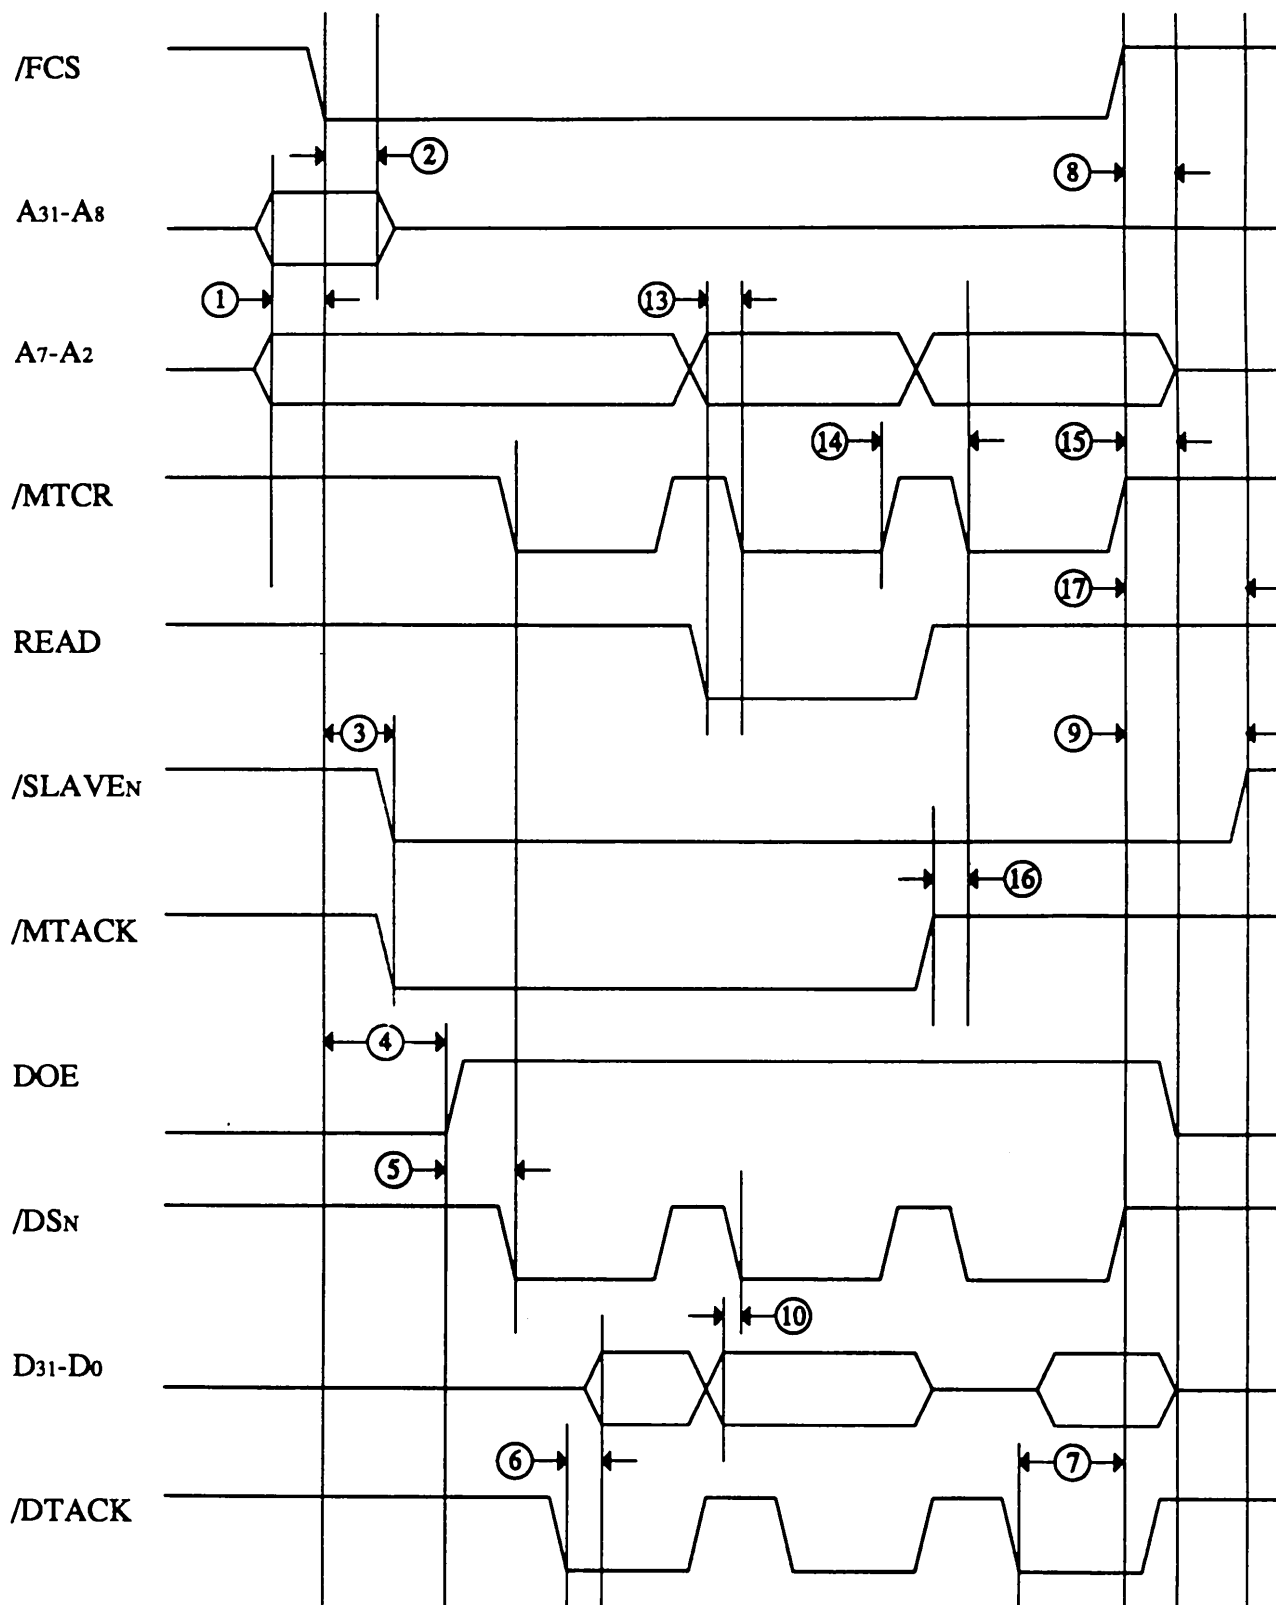 /FCS
2
8
A31-A8
1
13
A7-A2
14
15
/MTCR
17
READ
3
9
/SLAVEN
16
/MTACK
4
DOE
5
/DSN
10
D31-D0
6
7
/DTACK